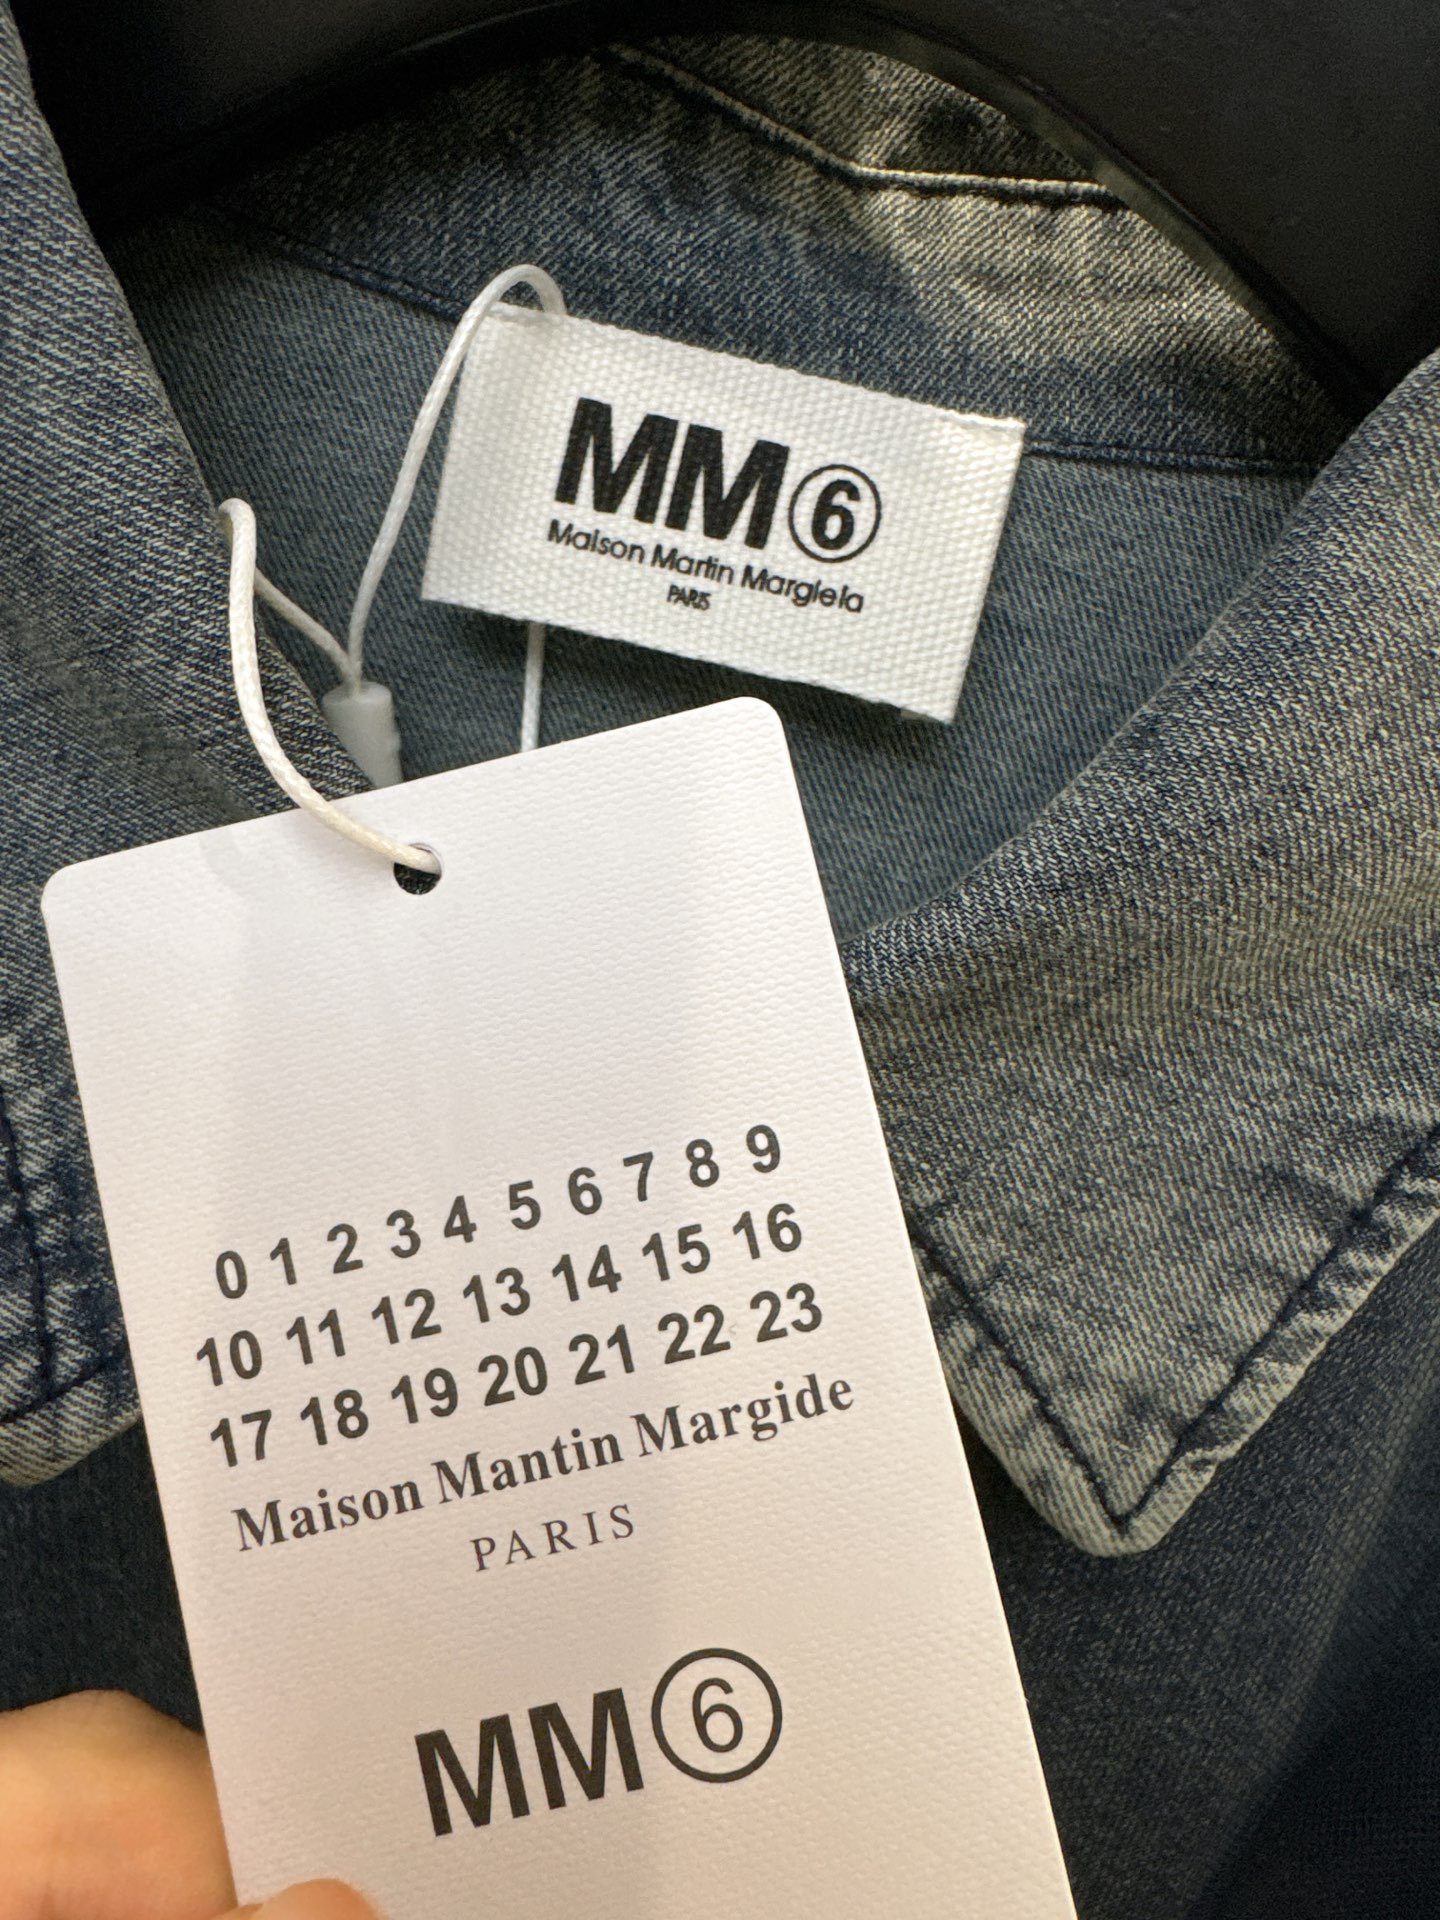 MM⑥
Maison Martin Margiela
PARIS
0 1 2 3 4 5 6 7 8 9
10 11 12 13 14 15 16
17 18 19 20 21 22 23
Maison Mantin Margide
PARIS
MM⑥